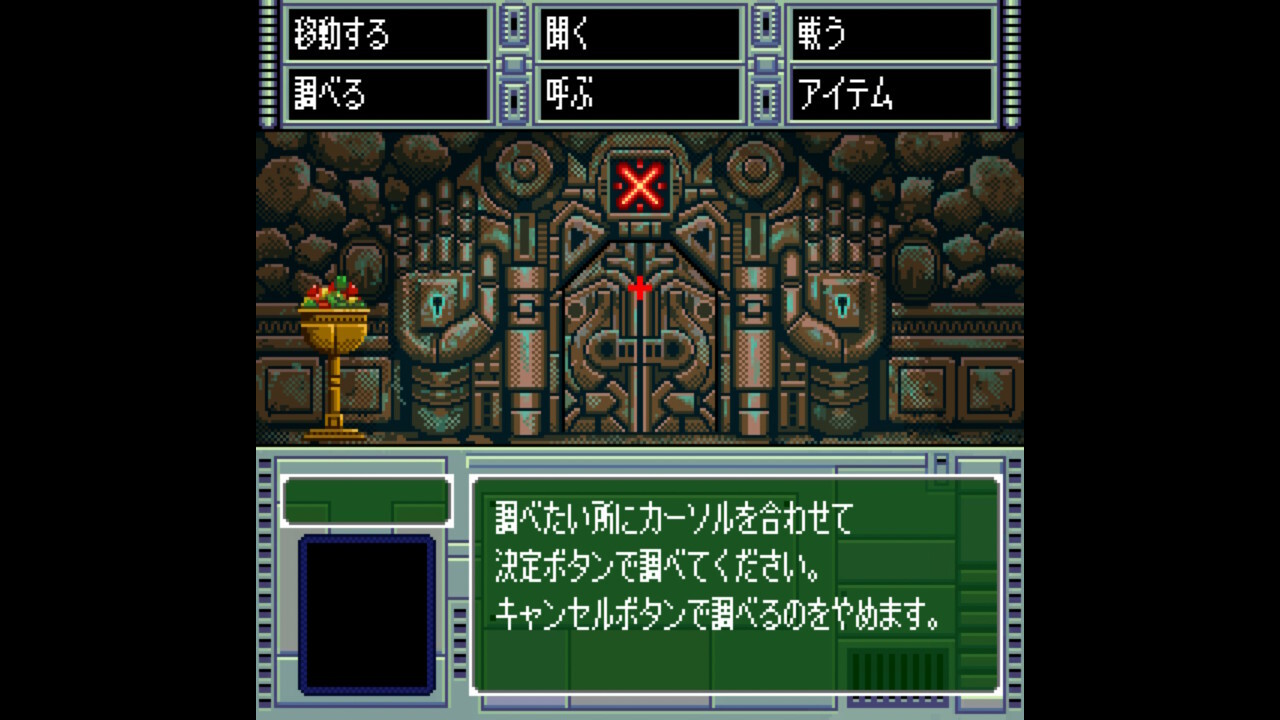 移動する
聞く
戦う
調べる
呼ぶ
アイテム
調べたい所にカーソルを合わせて
決定ボタンで調べてください。
キャンセルボタンで調べるのをやめます。